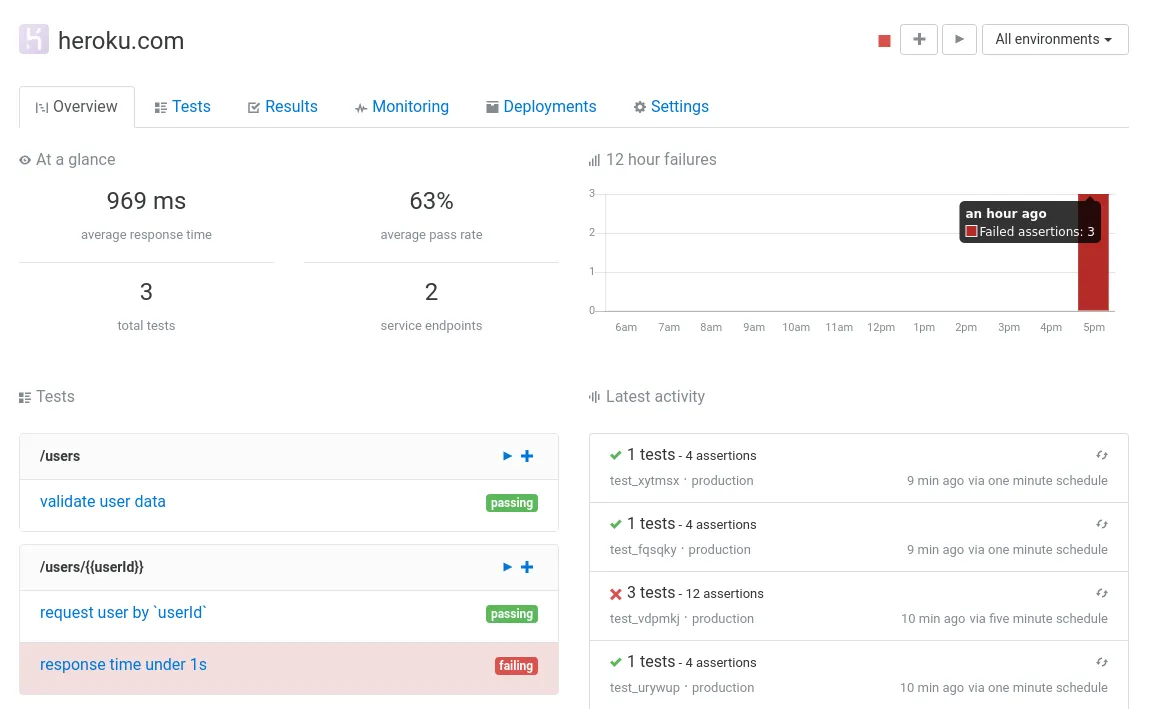 heroku.com
All environments
Overview Tests Results Monitoring Deployments Settings
At a glance
969 ms
average response time
63%
average pass rate
3
total tests
2
service endpoints
12 hour failures
3
2
1
0
an hour ago
Failed assertions: 3
6am 7am 8am 9am 10am 11am 12pm 1pm 2pm 3pm 4pm 5pm
Tests
/users
validate user data passing
/users/{{userId}}
request user by `userId` passing
response time under 1s failing
Latest activity
1 tests - 4 assertions
test_xytmsx · production 9 min ago via one minute schedule
1 tests - 4 assertions
test_fqsqky · production 9 min ago via one minute schedule
3 tests - 12 assertions
test_vdpmkj · production 10 min ago via five minute schedule
1 tests - 4 assertions
test_urywup · production 10 min ago via one minute schedule